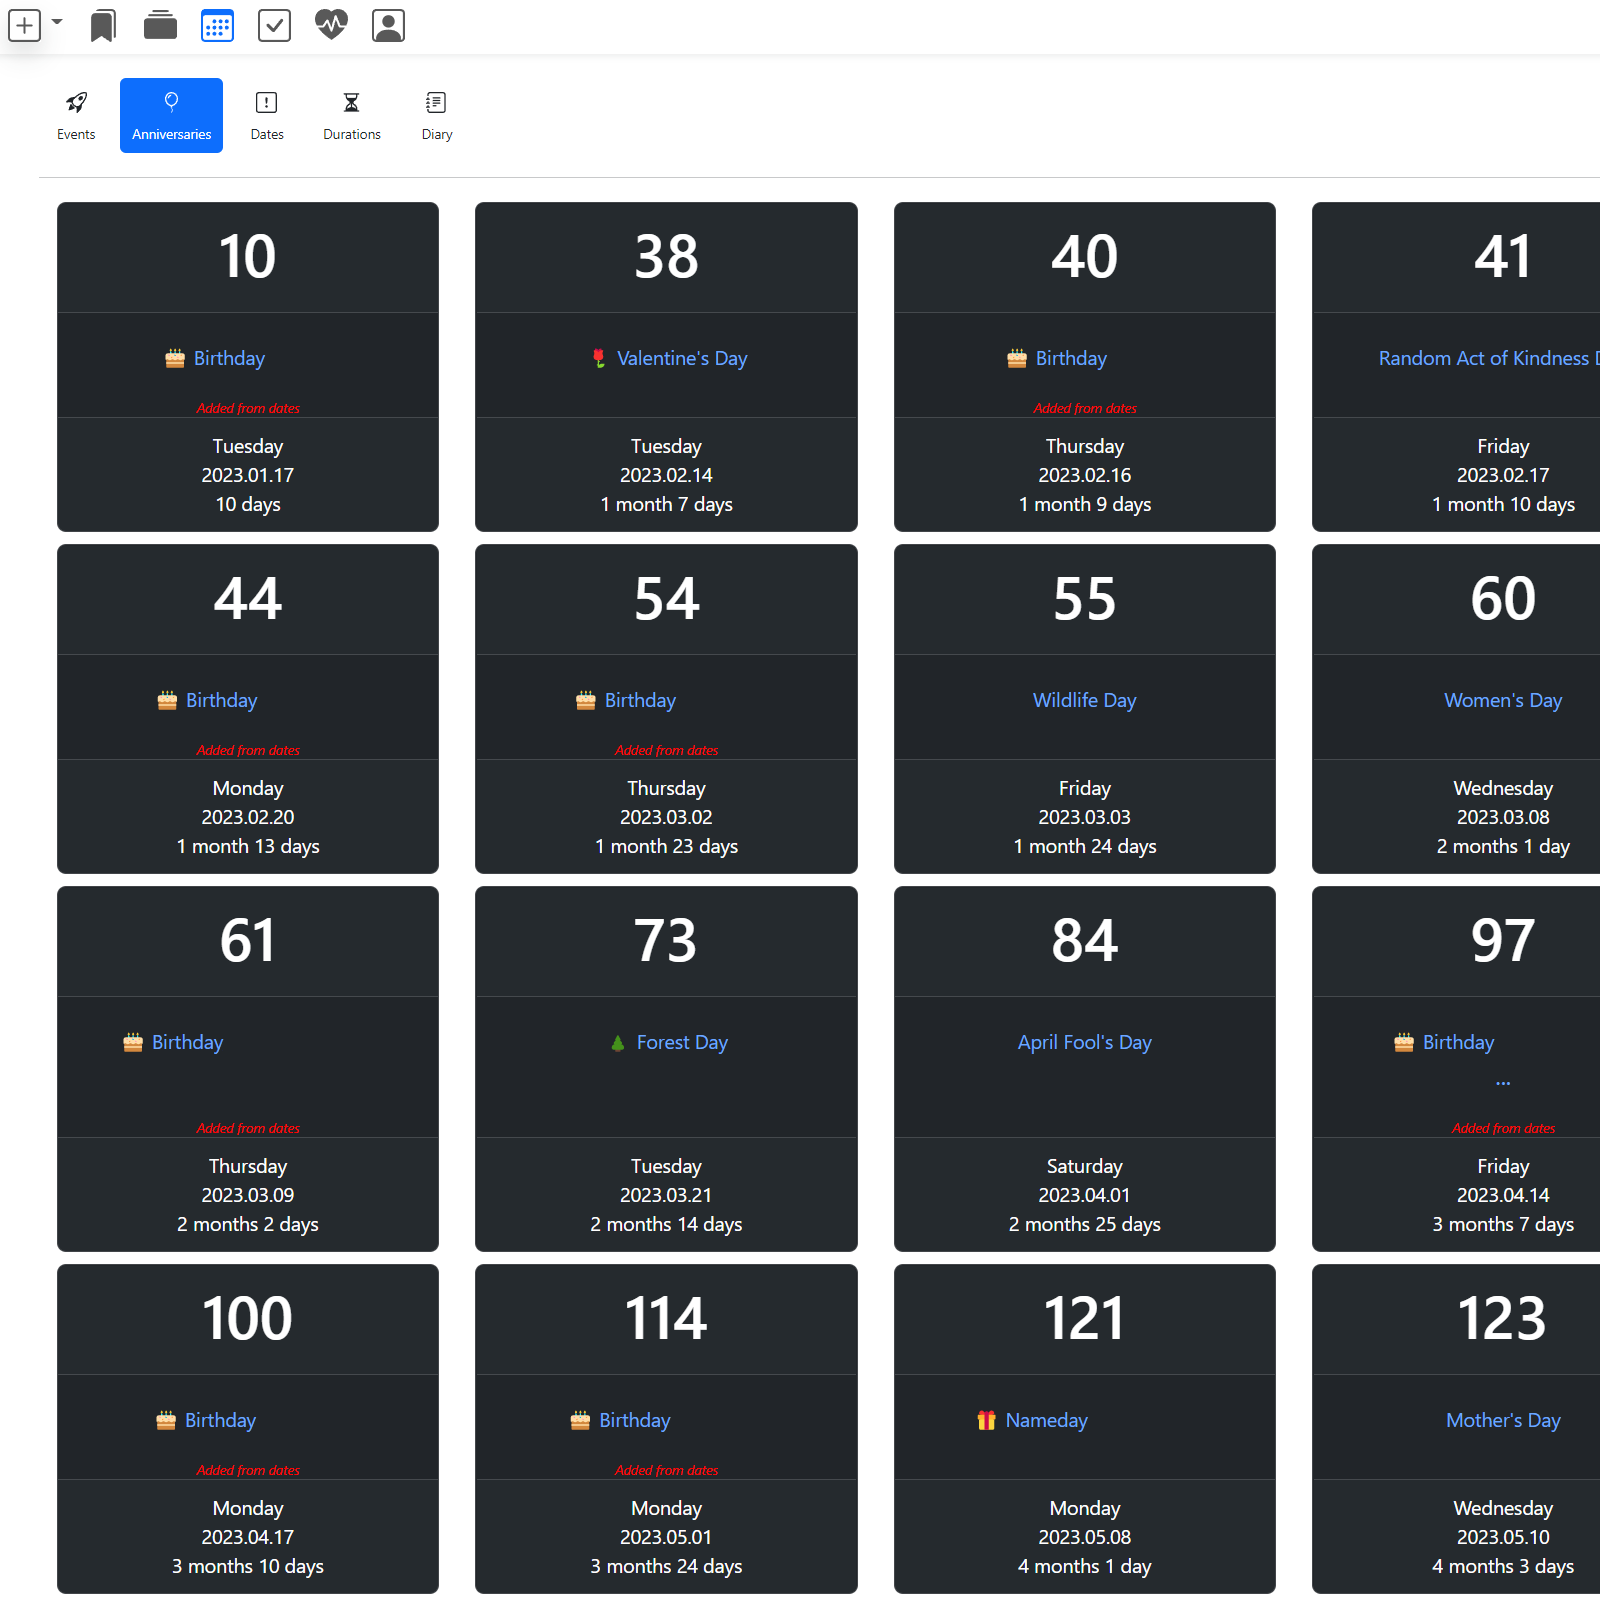 Events
Anniversaries
Dates
Durations
Diary
10
Birthday
Added from dates
Tuesday
2023.01.17
10 days
38
Valentine's Day
Tuesday
2023.02.14
1 month 7 days
40
Birthday
Added from dates
Thursday
2023.02.16
1 month 9 days
41
Random Act of Kindness
Friday
2023.02.17
1 month 10 days
44
Birthday
Added from dates
Monday
2023.02.20
1 month 13 days
54
Birthday
Added from dates
Thursday
2023.03.02
1 month 23 days
55
Wildlife Day
Friday
2023.03.03
1 month 24 days
60
Women's Day
Wednesday
2023.03.08
2 months 1 day
61
Birthday
Added from dates
Thursday
2023.03.09
2 months 2 days
73
Forest Day
Tuesday
2023.03.21
2 months 14 days
84
April Fool's Day
Saturday
2023.04.01
2 months 25 days
97
Birthday
...
Added from dates
Friday
2023.04.14
3 months 7 days
100
Birthday
Added from dates
Monday
2023.04.17
3 months 10 days
114
Birthday
Added from dates
Monday
2023.05.01
3 months 24 days
121
Nameday
Monday
2023.05.08
4 months 1 day
123
Mother's Day
Wednesday
2023.05.10
4 months 3 days